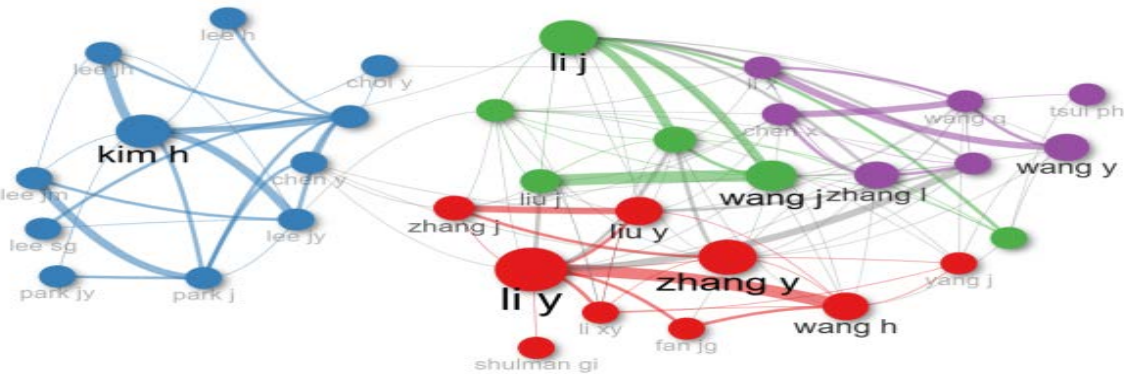 lee h
li j
lee jh
choi y
li x
tsui ph
wang q
chen x
kim h
wang y
chen y
lee jm
liu j
wang j
zhang l
zhang j
liu y
lee jy
lee sg
yang j
park jy
park j
li y
zhang y
li xy
wang h
fan jg
shulman gi